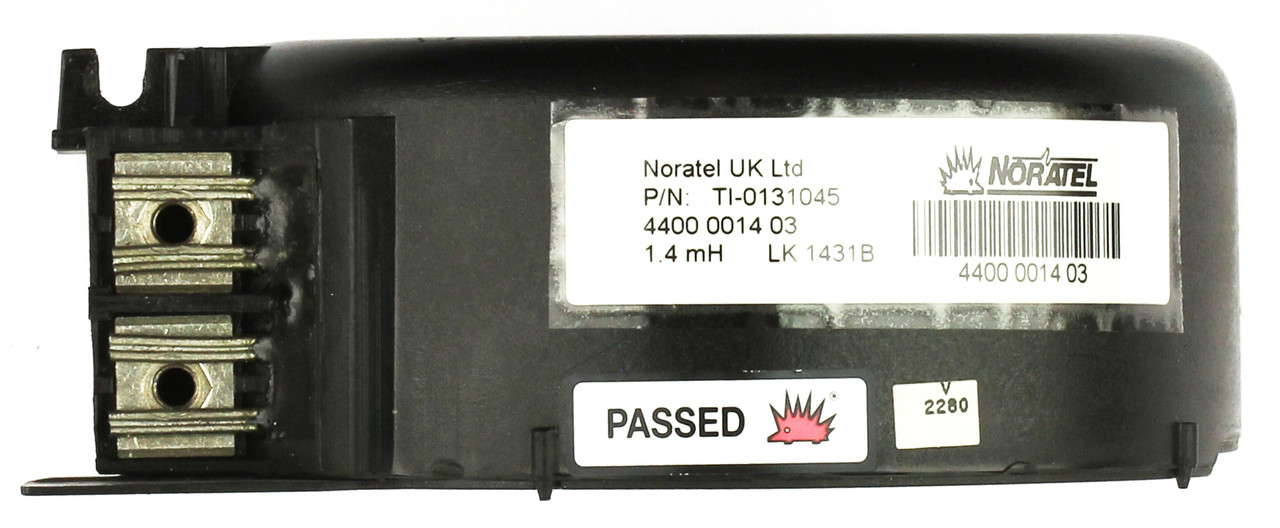 Noratel UK Ltd
P/N: TI-0131045
4400 0014 03
1.4 mH LK 1431B
NORATEL
4400 0014 03
PASSED
®
V
2280